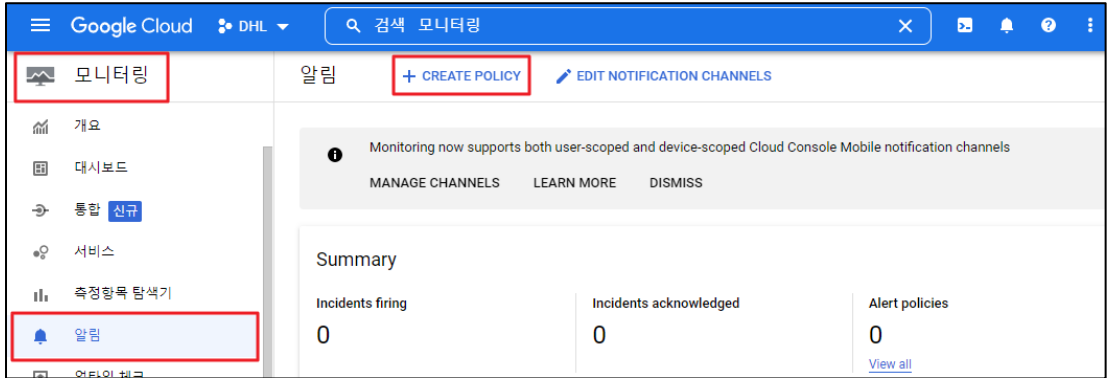 Google Cloud DHL 검색 모니터링
모니터링
알림 + CREATE POLICY EDIT NOTIFICATION CHANNELS
개요
대시보드
통합 신규
서비스
측정항목 탐색기
알림
Monitoring now supports both user-scoped and device-scoped Cloud Console Mobile notification channels
MANAGE CHANNELS LEARN MORE DISMISS
Summary
Incidents firing
0
Incidents acknowledged
0
Alert policies
0
View all